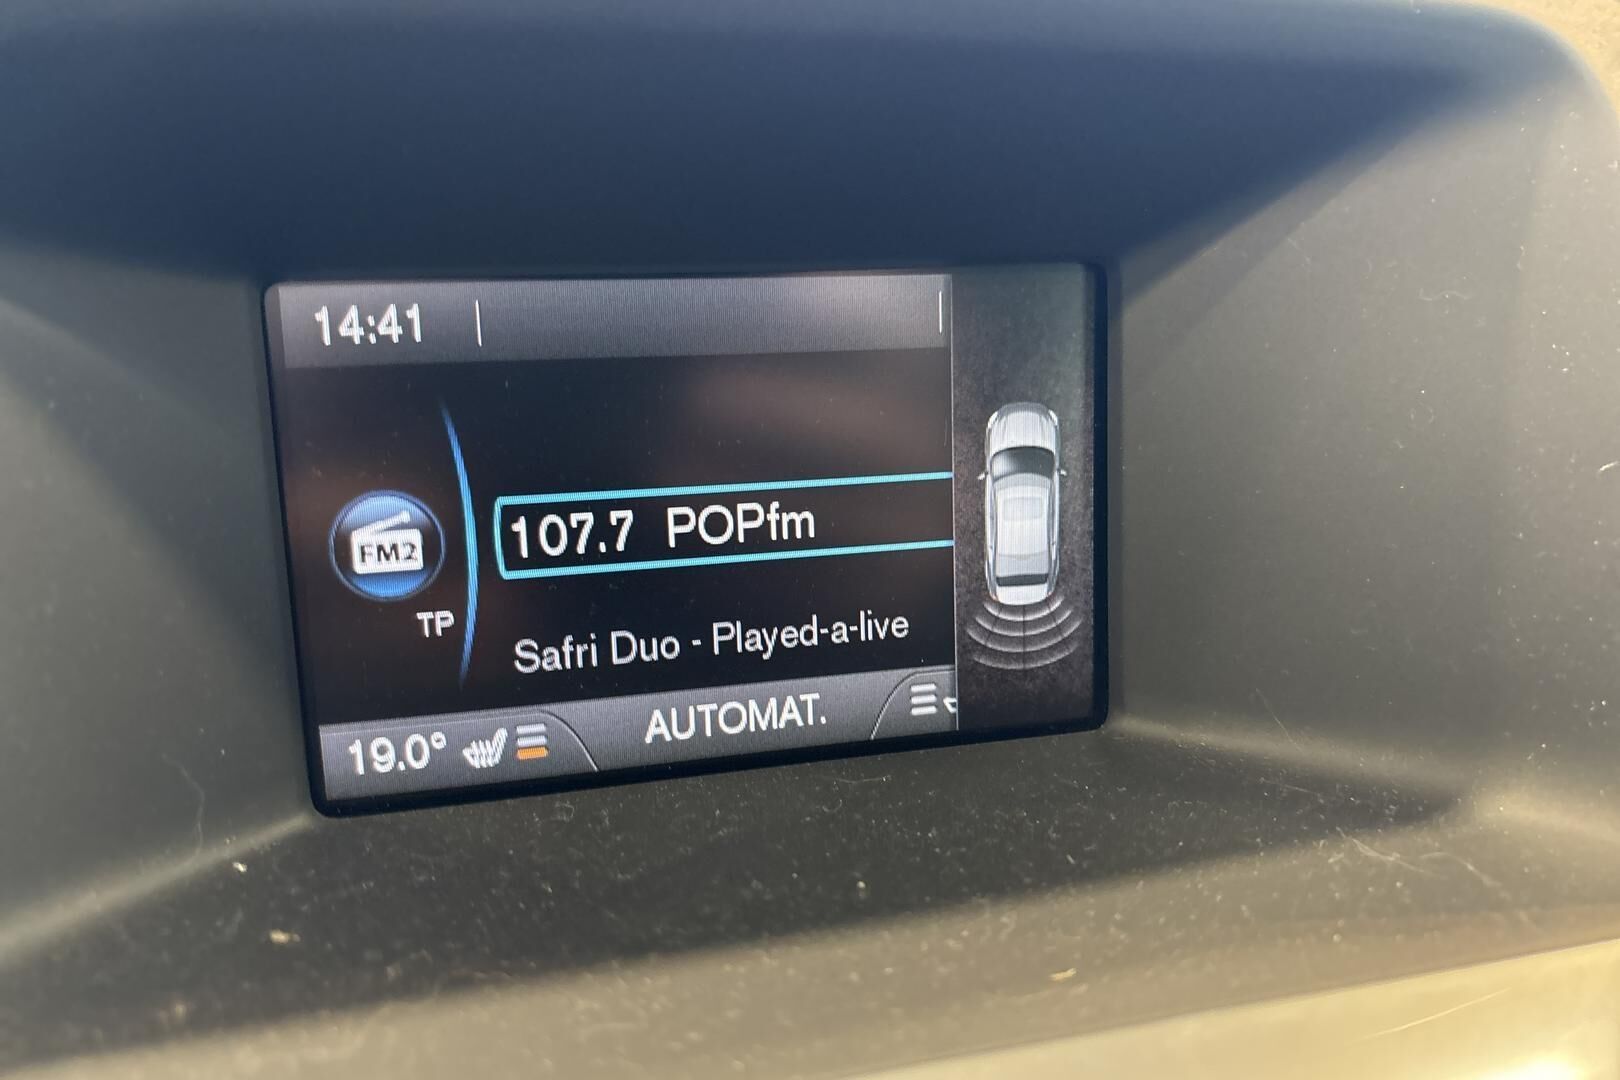 14:41
FM2
107.7 POPfm
TP
Safri Duo - Played-a-live
19.0° AUTOMAT.